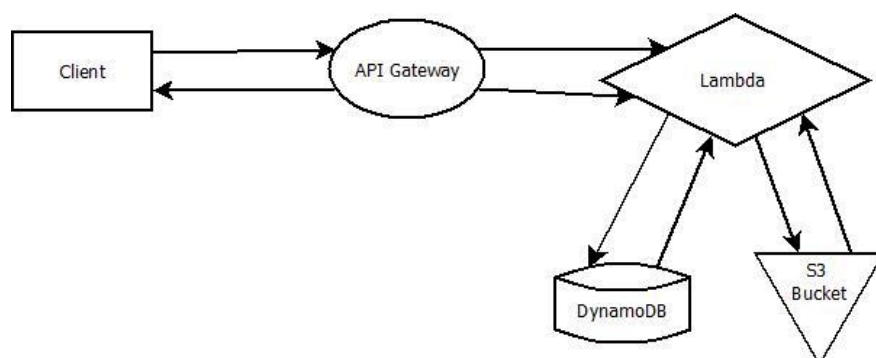 Client
API Gateway
Lambda
DynamoDB
S3
Bucket